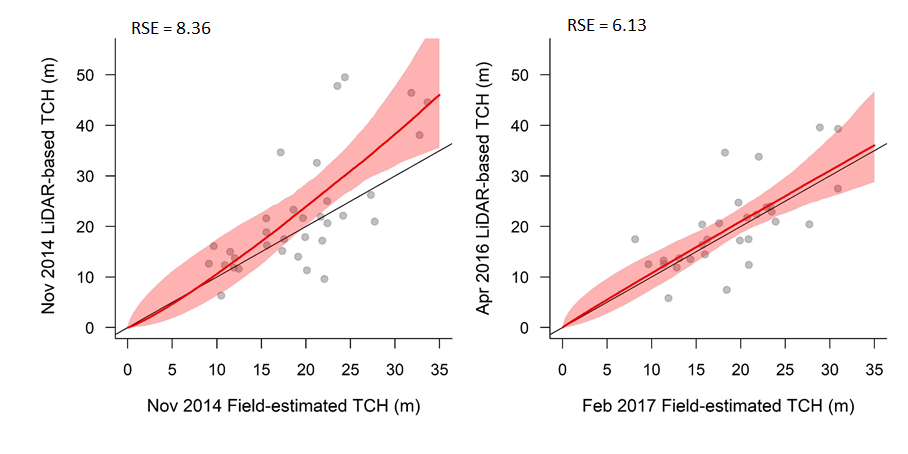 RSE = 8.36
Nov 2014 LiDAR-based TCH (m)
50
40
30
20
10
0
0 5 10 15 20 25 30 35
Nov 2014 Field-estimated TCH (m)
RSE = 6.13
Apr 2016 LiDAR-based TCH (m)
50
40
30
20
10
0
0 5 10 15 20 25 30 35
Feb 2017 Field-estimated TCH (m)